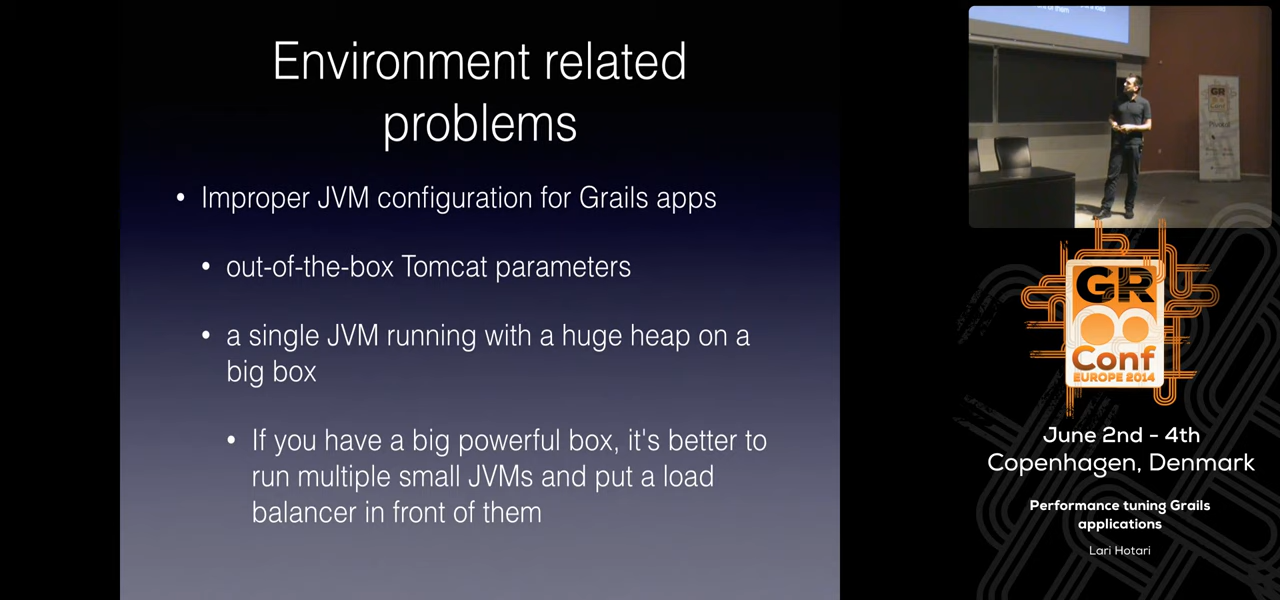 Environment related
problems
• Improper JVM configuration for Grails apps
• out-of-the-box Tomcat parameters
• a single JVM running with a huge heap on a
big box
• If you have a big powerful box, it's better to
run multiple small JVMs and put a load
balancer in front of them
GR
GR
Conf
EUROPE 2014
June 2nd - 4th
Copenhagen, Denmark
Performance tuning Grails
applications
Lari Hotari